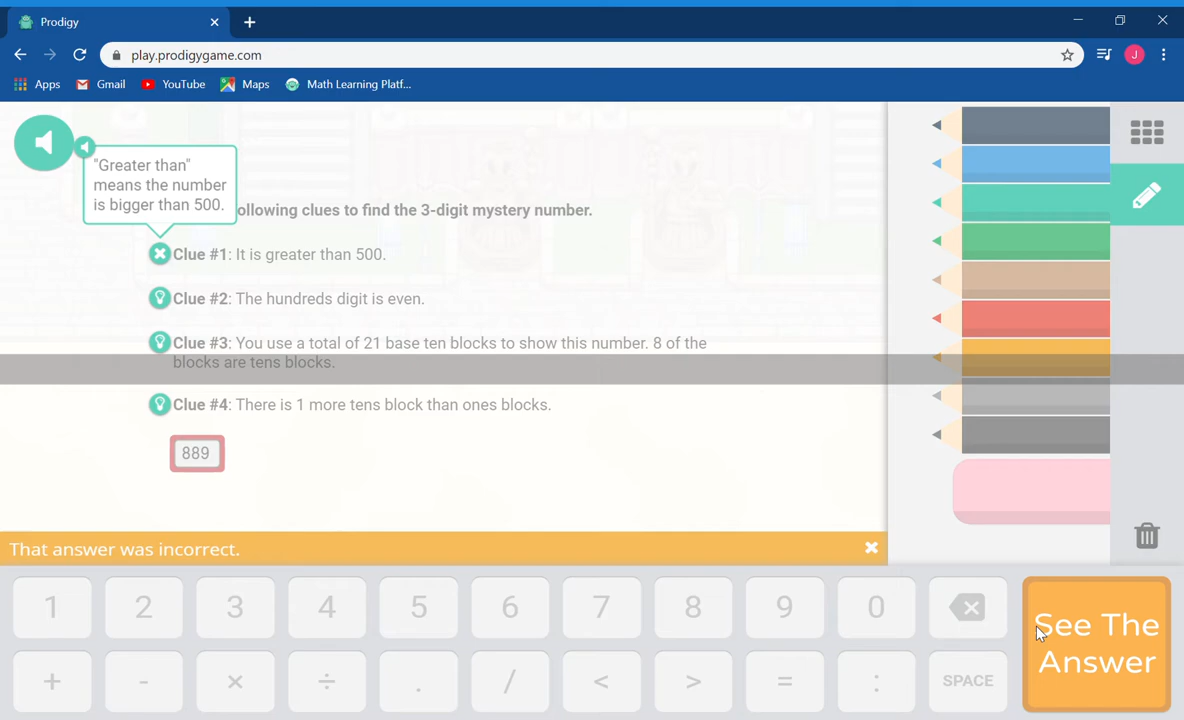 Prodigy
play.prodigygame.com
J
Apps Gmail YouTube Maps Math Learning Platf...
"Greater than"
means the number
is bigger than 500.
ollowing clues to find the 3-digit mystery number.
Clue #1: It is greater than 500.
Clue #2: The hundreds digit is even.
Clue #3: You use a total of 21 base ten blocks to show this number. 8 of the
blocks are tens blocks.
Clue #4: There is 1 more tens block than ones blocks.
889
That answer was incorrect.
1 2 3 4 5 6 7 8 9 0
+ - × ÷ . / < > = : SPACE
See The
Answer